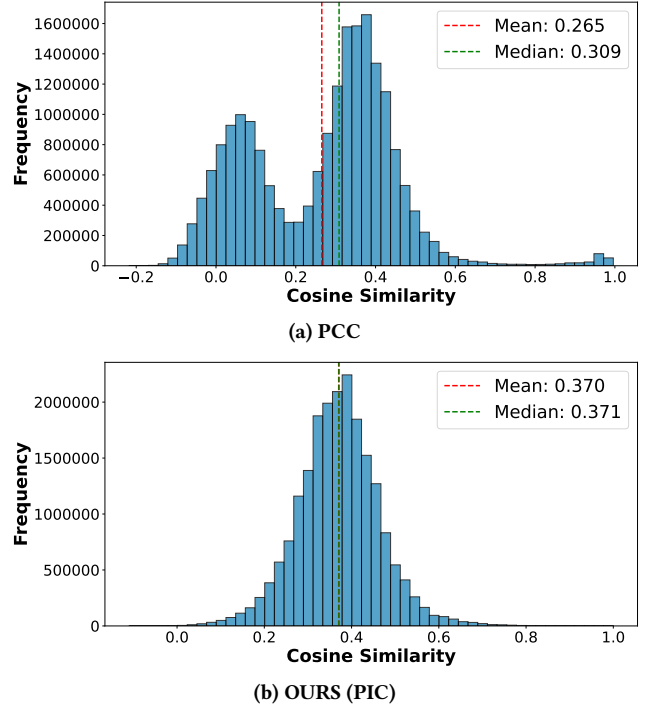 1600000
1400000
1200000
1000000
800000
600000
400000
200000
0
Frequency
Mean: 0.265
Median: 0.309
−0.2 0.0 0.2 0.4 0.6 0.8 1.0
Cosine Similarity
(a) PCC
2000000
1500000
1000000
500000
0
Frequency
Mean: 0.370
Median: 0.371
0.0 0.2 0.4 0.6 0.8 1.0
Cosine Similarity
(b) OURS (PIC)